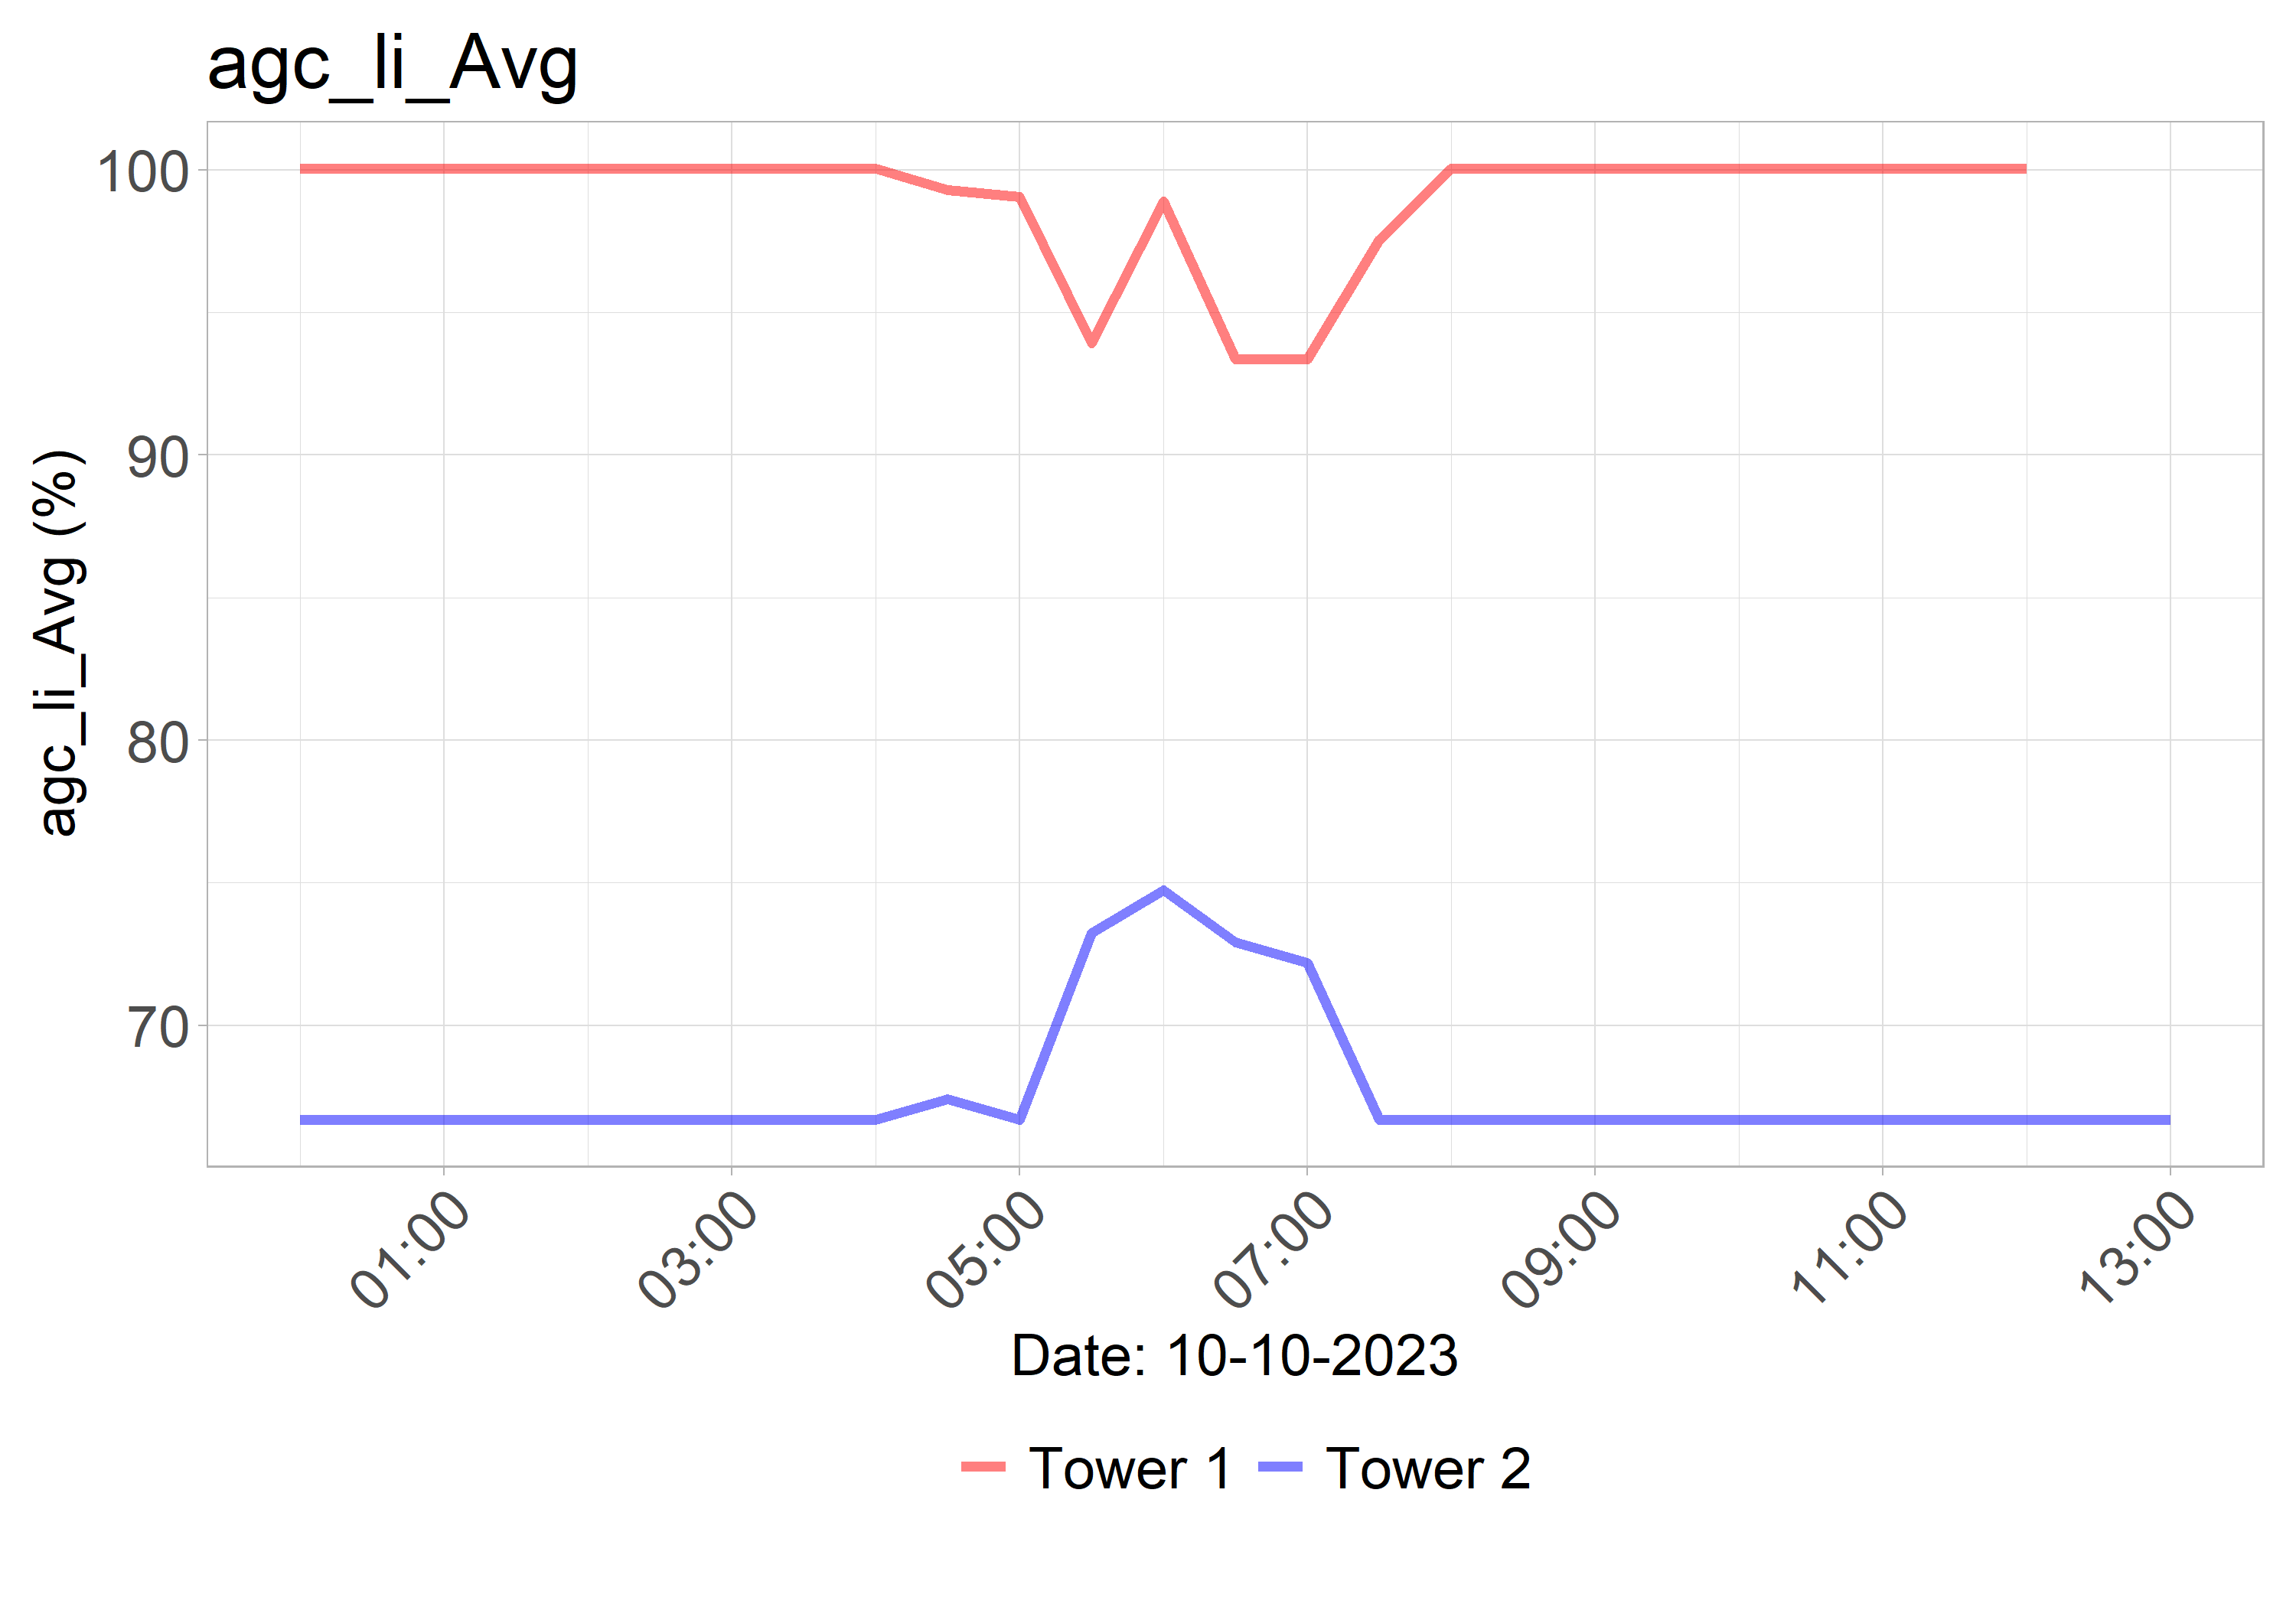 agc_li_Avg
agc_li_Avg (%)
100
90
80
70
01:00 03:00 05:00 07:00 09:00 11:00 13:00
Date: 10-10-2023
Tower 1 Tower 2